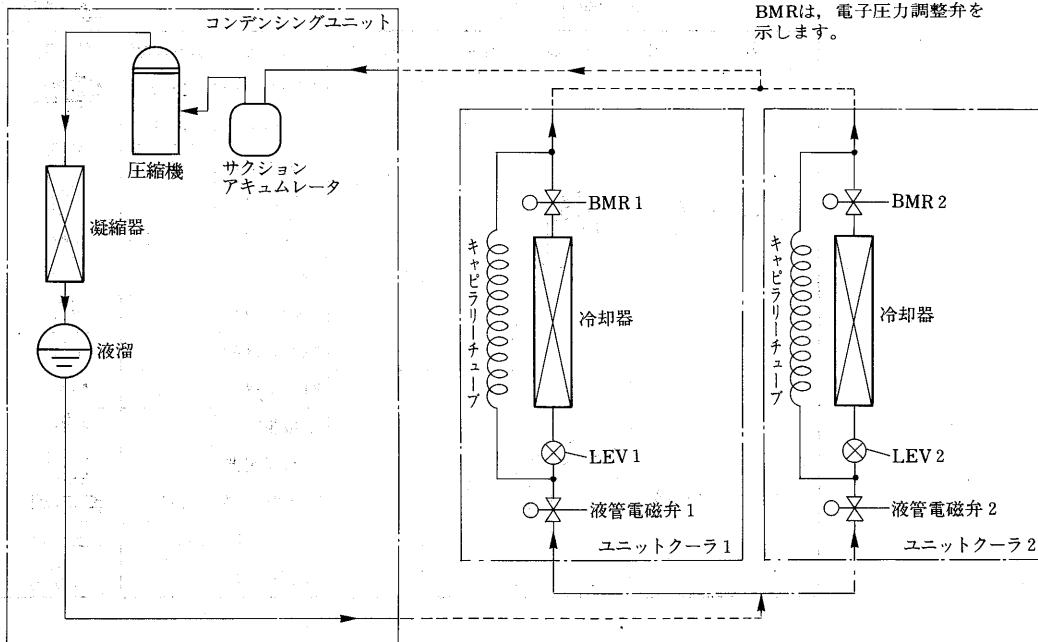 コンデンシングユニット
BMRは，電子圧力調整弁を
示します。
圧縮機
サクション
アキュムレータ
凝縮器
液溜
キャピラリーチューブ
BMR 1
冷却器
LEV 1
液管電磁弁 1
ユニットクーラ 1
キャピラリーチューブ
BMR 2
冷却器
LEV 2
液管電磁弁 2
ユニットクーラ 2